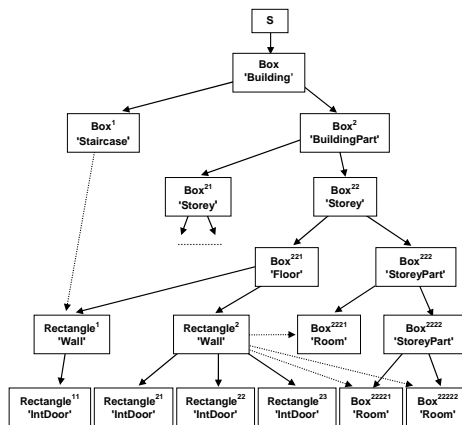 S
Box
'Building'
Box¹
'Staircase'
Box²
'BuildingPart'
Box²¹
'Storey'
Box²²
'Storey'
Box²²¹
'Floor'
Box²²²
'StoreyPart'
Rectangle¹
'Wall'
Rectangle²
'Wall'
Box²²²¹
'Room'
Box²²²²
'StoreyPart'
Rectangle¹¹
'IntDoor'
Rectangle²¹
'IntDoor'
Rectangle²²
'IntDoor'
Rectangle²³
'IntDoor'
Box²²²²¹
'Room'
Box²²²²²
'Room'